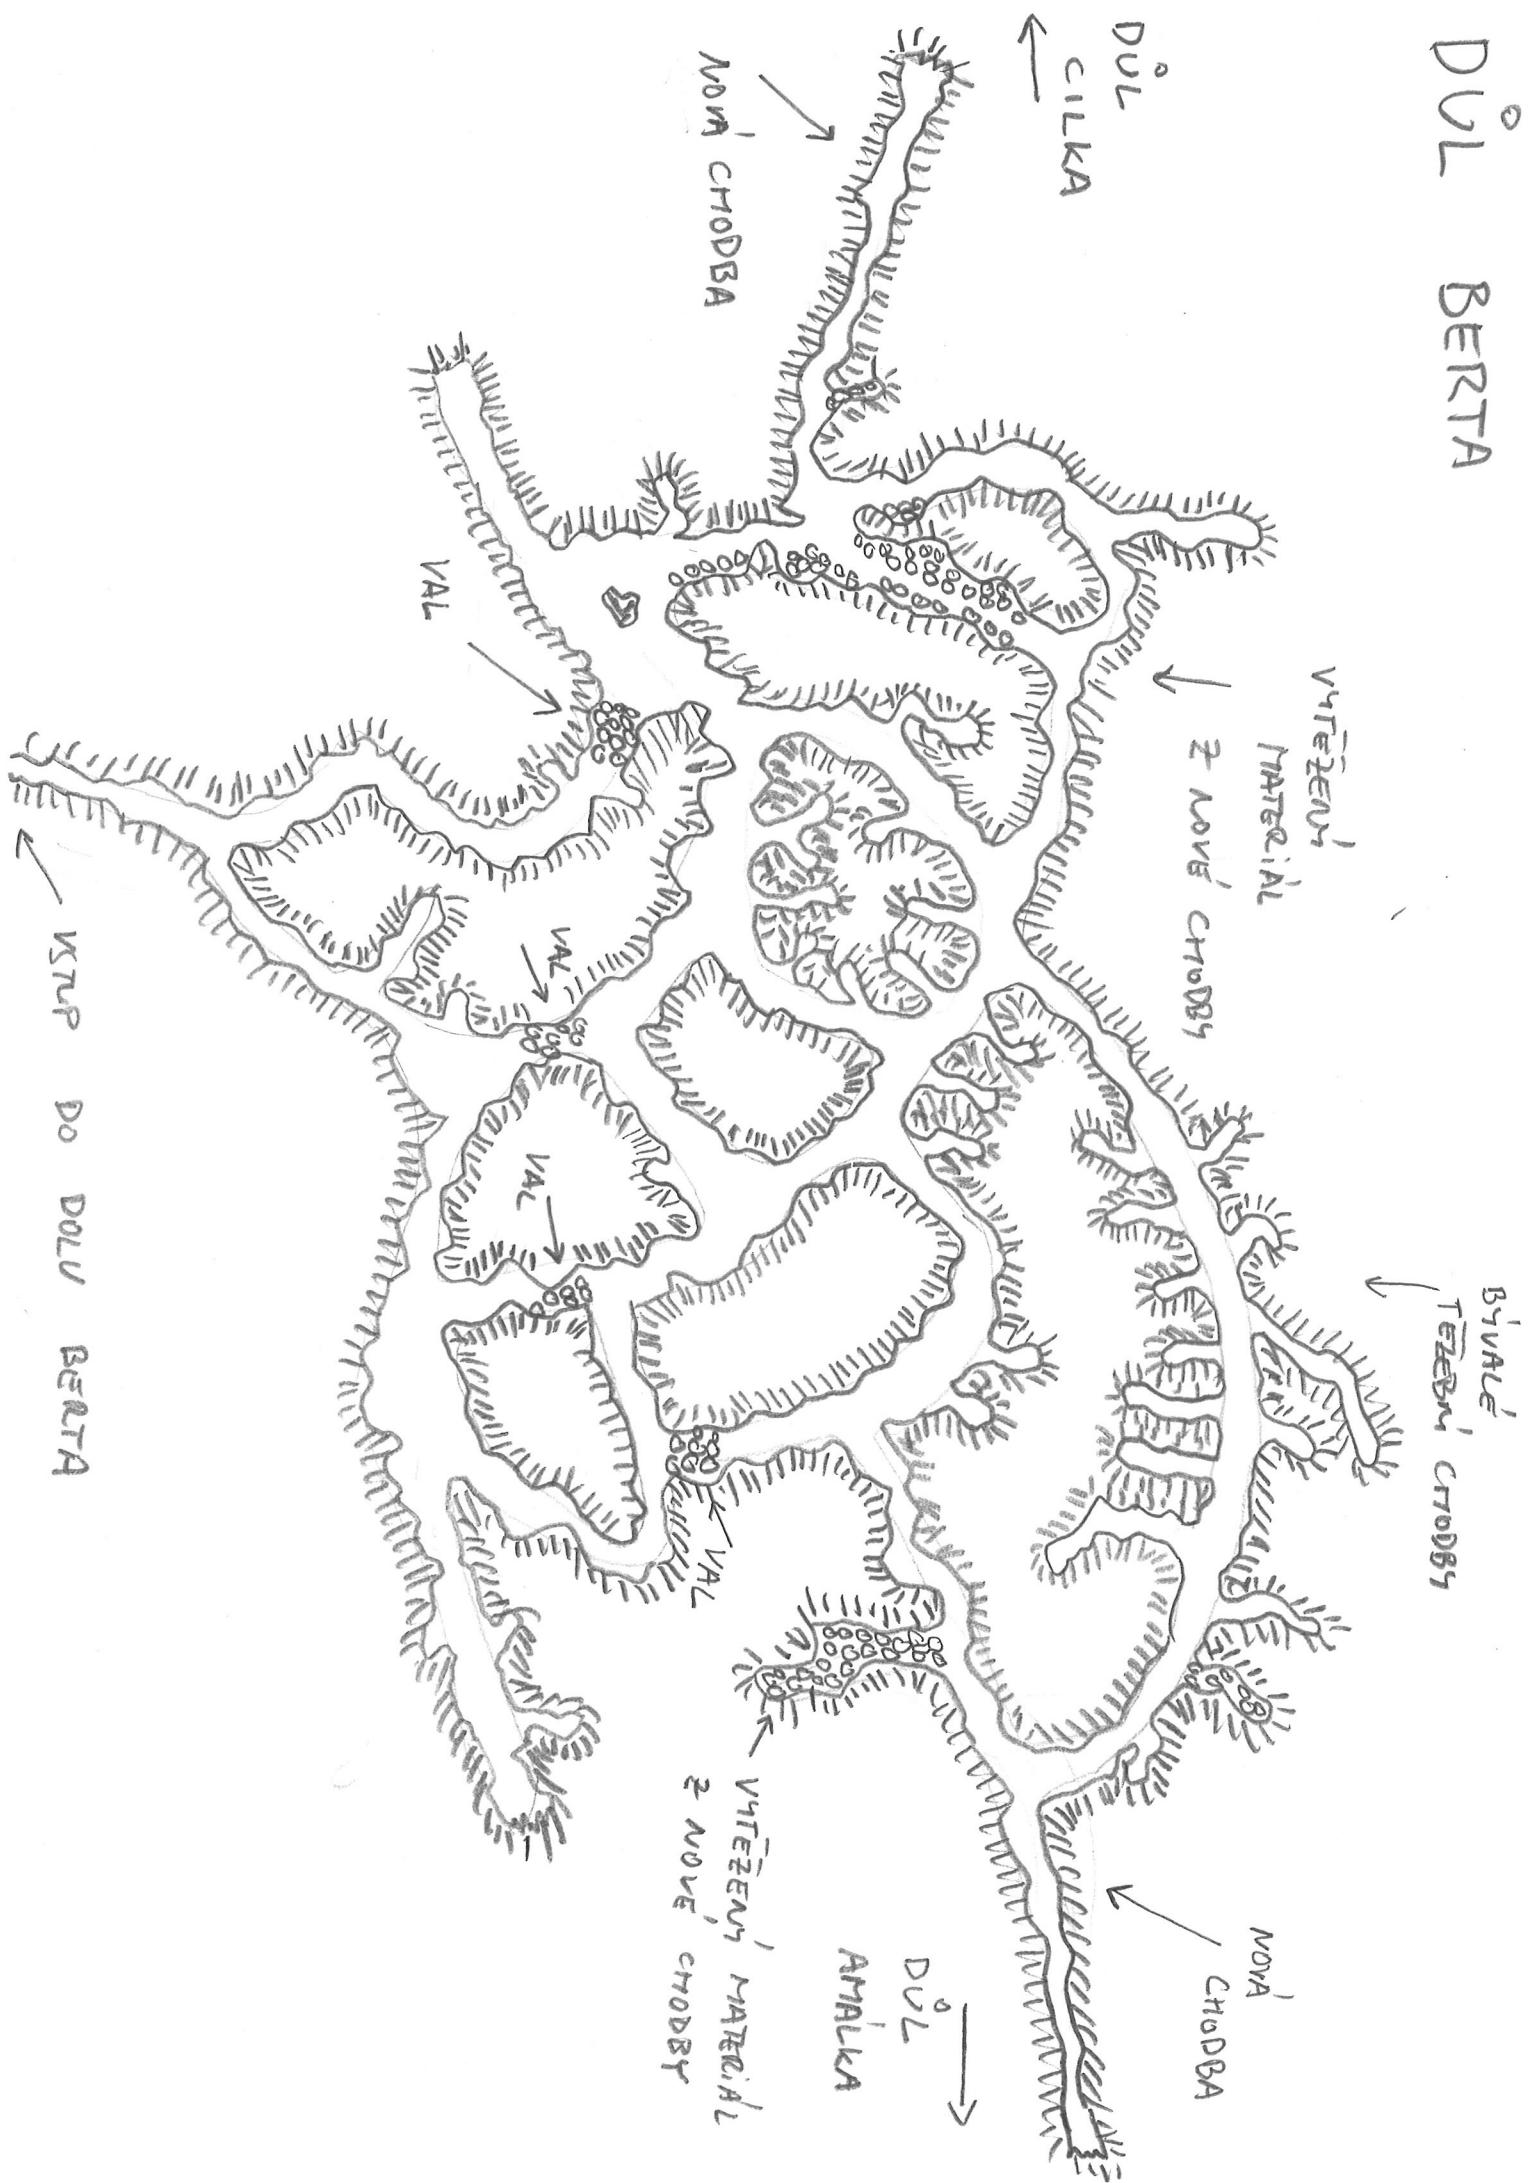 DŮL BERTA
BÝVALÉ
TĚŽEBNÍ CHODBY
VYTĚŽENÝ
MATERIÁL
Z NOVÉ CHODBY
NOVÁ
CHODBA
DŮL
CILKA
NOVÁ CHODBA
DŮL
AMÁLKA
VYTĚŽENÝ MATERIÁL
Z NOVÉ CHODBY
VAL
VAL
VAL
VAL
VSTUP DO DOLU BERTA